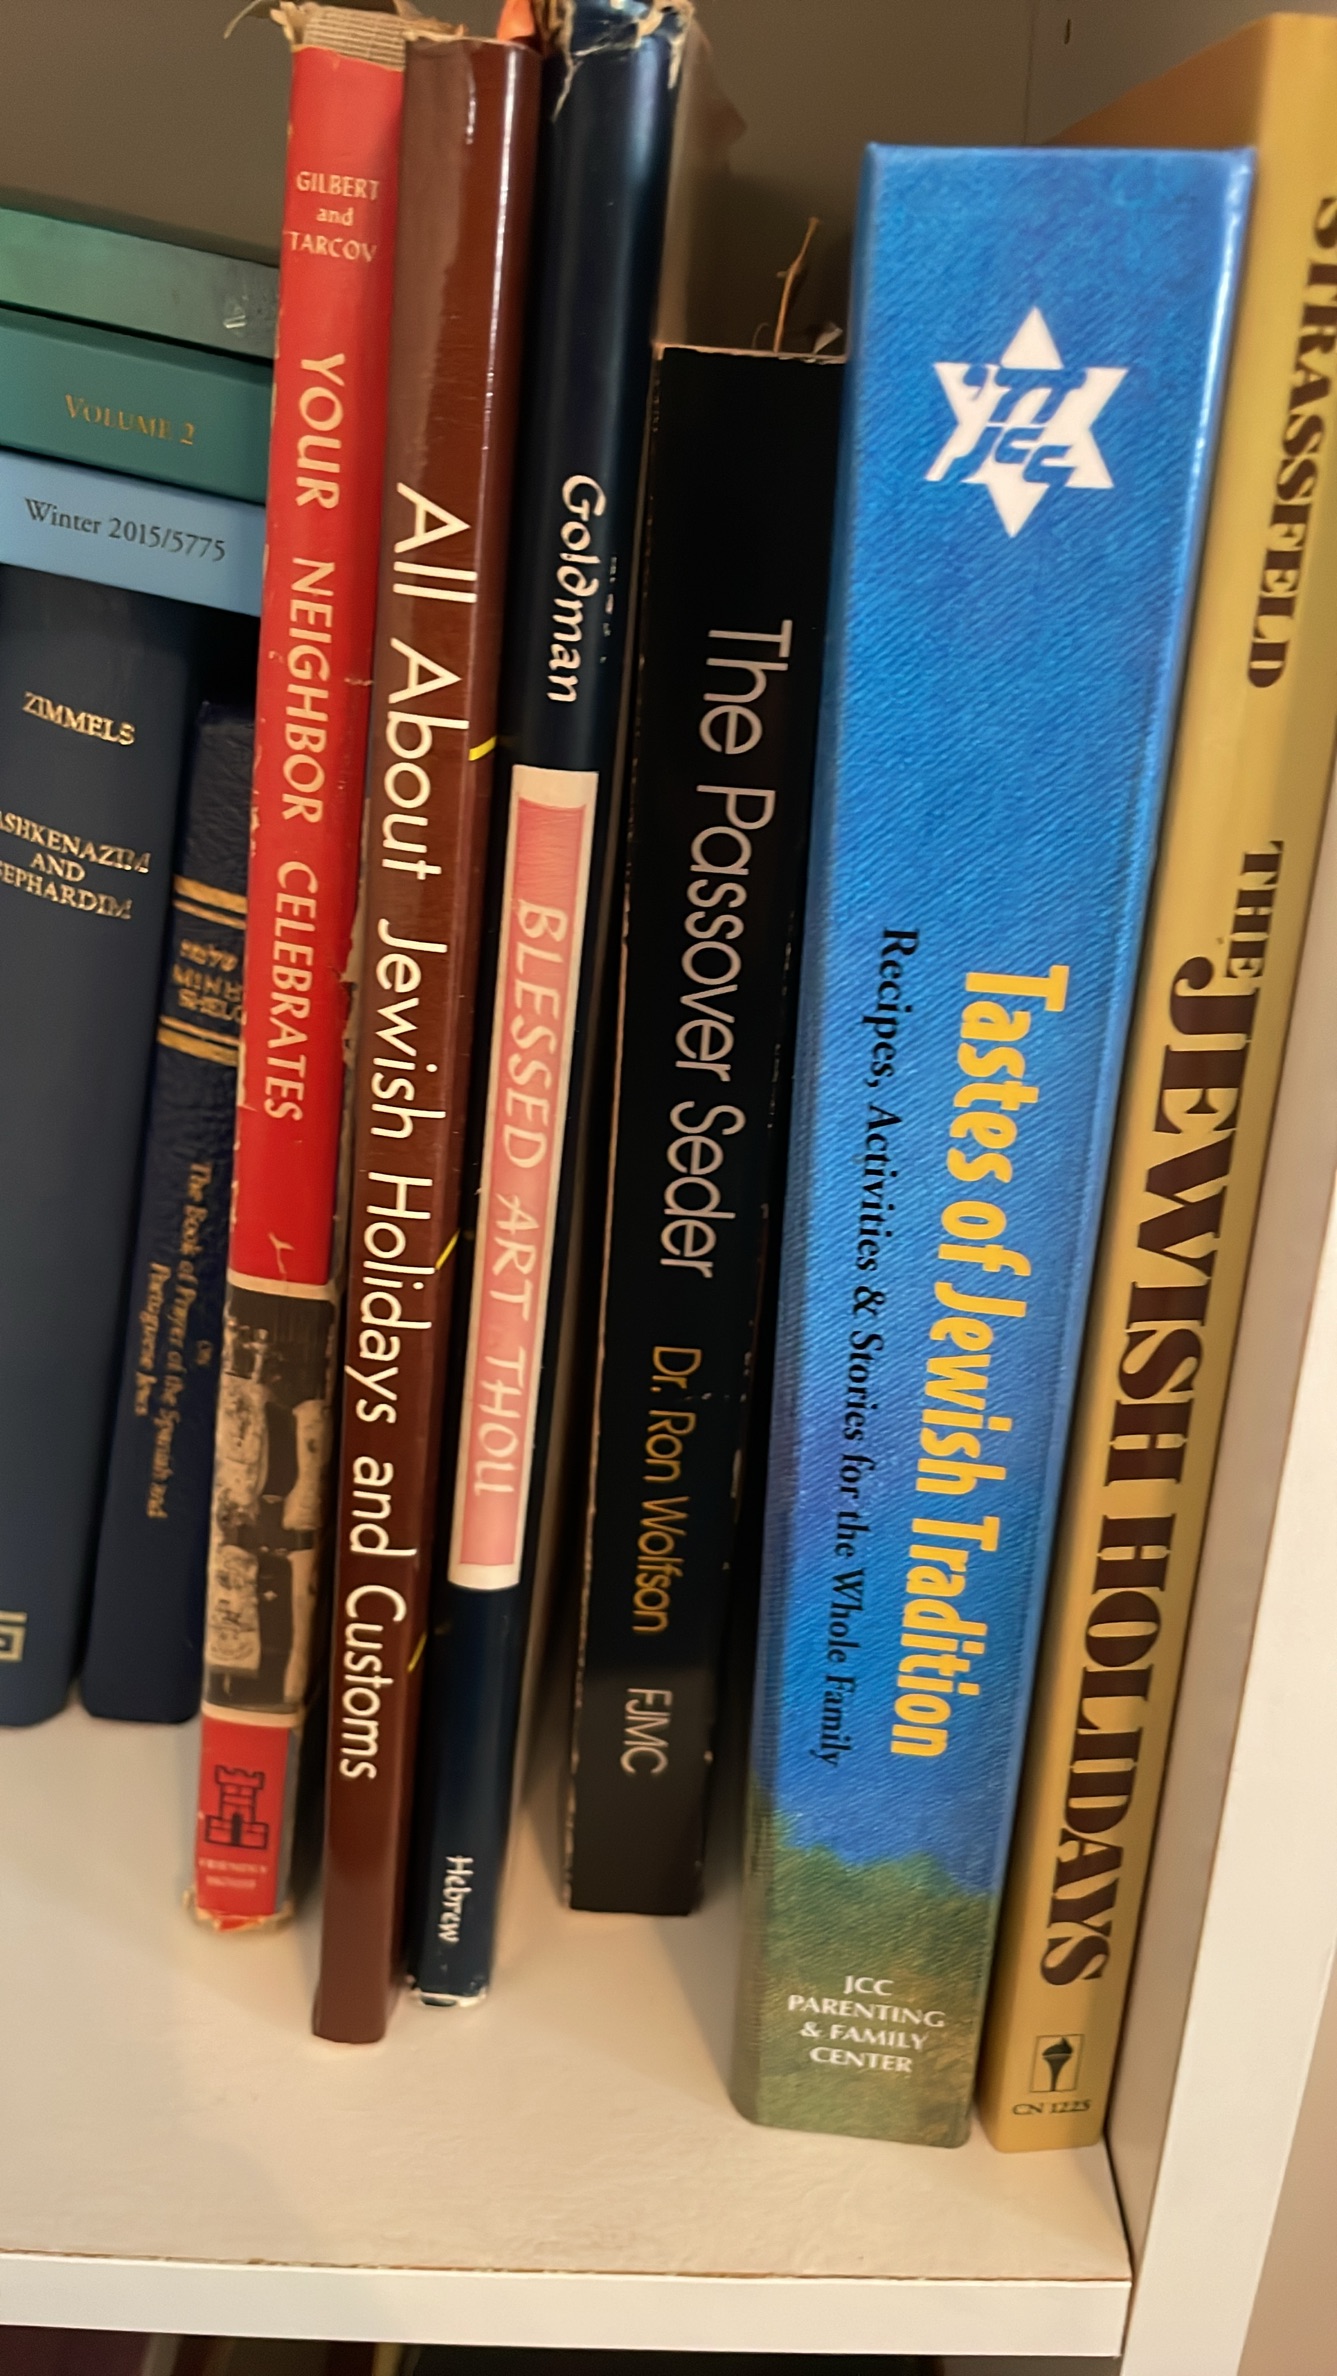 VOLUME 2
Winter 2015/5775
ZIMMELS
ASHKENAZIM
AND
SEPHARDIM
The Book of Prayer of the Spanish and
Portuguese Jews
GILBERT
and
TARCOV
YOUR NEIGHBOR CELEBRATES
All About Jewish Holidays and Customs
Goldman
BLESSED ART THOU
Hebrew
The Passover Seder Dr. Ron Wolfson FJMC
JCC
Tastes of Jewish Tradition
Recipes, Activities & Stories for the Whole Family
JCC
PARENTING
& FAMILY
CENTER
STRASSFELD THE JEWISH HOLIDAYS
CN 1225